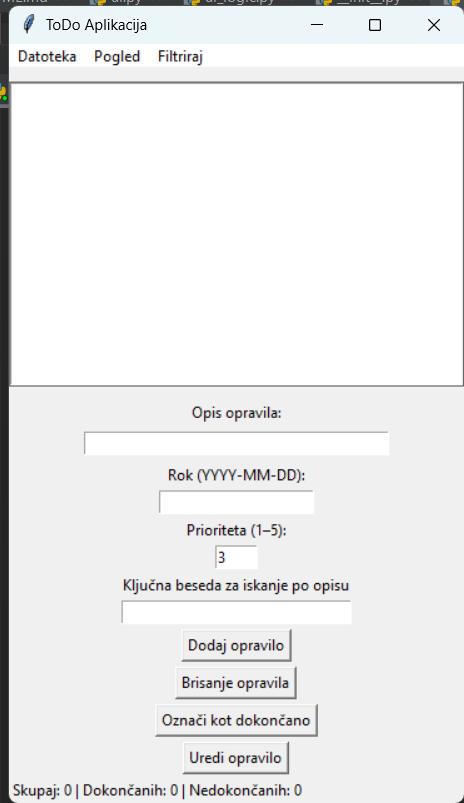 ToDo Aplikacija
Datoteka Pogled Filtriraj
Opis opravila:
Rok (YYYY-MM-DD):
Prioriteta (1–5):
3
Ključna beseda za iskanje po opisu
Dodaj opravilo
Brisanje opravila
Označi kot dokončano
Uredi opravilo
Skupaj: 0 | Dokončanih: 0 | Nedokončanih: 0